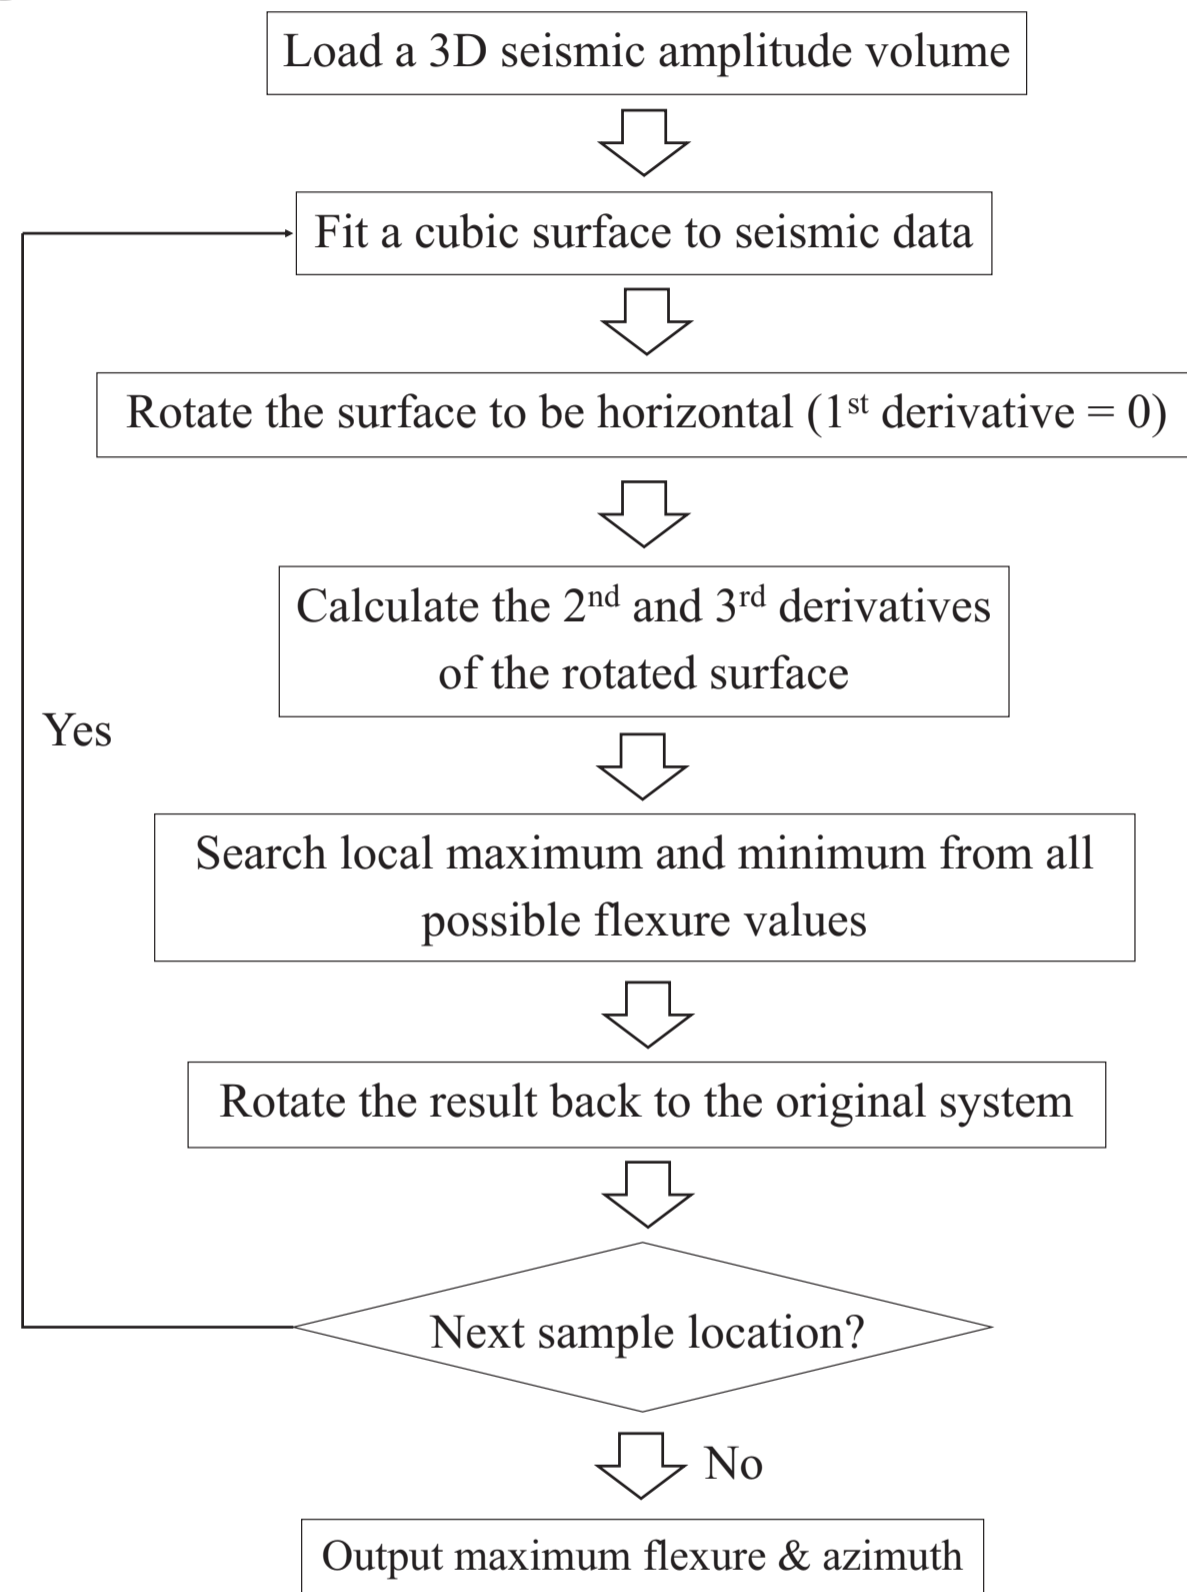 Load a 3D seismic amplitude volume
Fit a cubic surface to seismic data
Rotate the surface to be horizontal (1st derivative = 0)
Calculate the 2nd and 3rd derivatives
of the rotated surface
Yes
Search local maximum and minimum from all
possible flexure values
Rotate the result back to the original system
Next sample location?
No
Output maximum flexure & azimuth